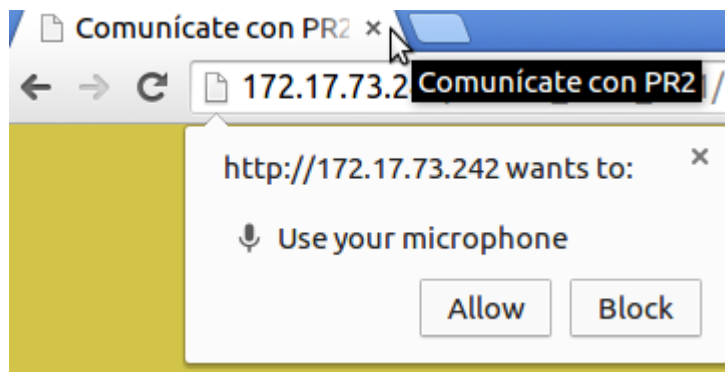 Comunícate con PR2
172.17.73.2
Comunícate con PR2
1/
http://172.17.73.242 wants to:
Use your microphone
Allow
Block